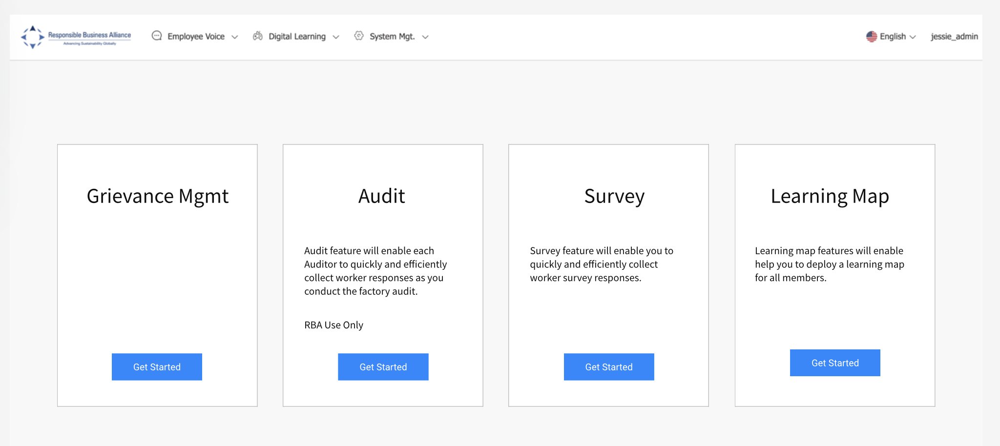 Responsible Business Alliance
Advancing Sustainability Globally
Employee Voice
Digital Learning
System Mgt.
English
jessie_admin
Grievance Mgmt
Get Started
Audit
Audit feature will enable each
Auditor to quickly and efficiently
collect worker responses as you
conduct the factory audit.
RBA Use Only
Get Started
Survey
Survey feature will enable you to
quickly and efficiently collect
worker survey responses.
Get Started
Learning Map
Learning map features will enable
help you to deploy a learning map
for all members.
Get Started